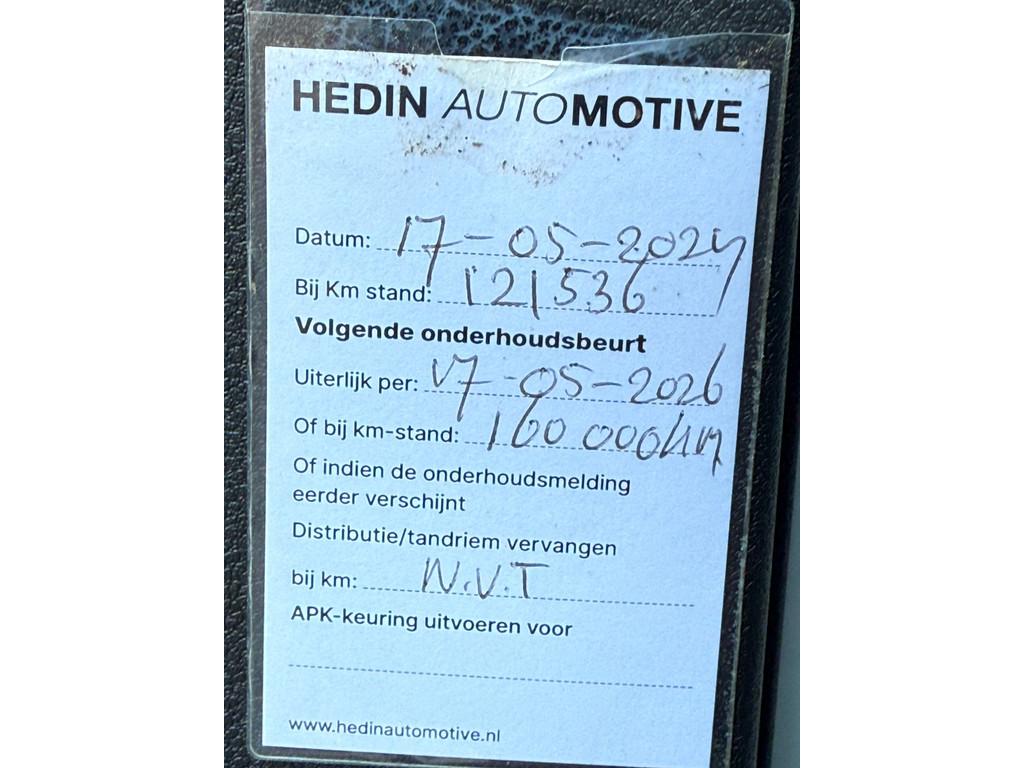 HEDIN AUTOMOTIVE
Datum: 17-05-2024
Bij Km stand: 121536
Volgende onderhoudsbeurt
Uiterlijk per: 17-05-2026
Of bij km-stand: 160 000km
Of indien de onderhoudsmelding
eerder verschijnt
Distributie/tandriem vervangen
bij km: N.V.T
APK-keuring uitvoeren voor
www.hedinautomotive.nl